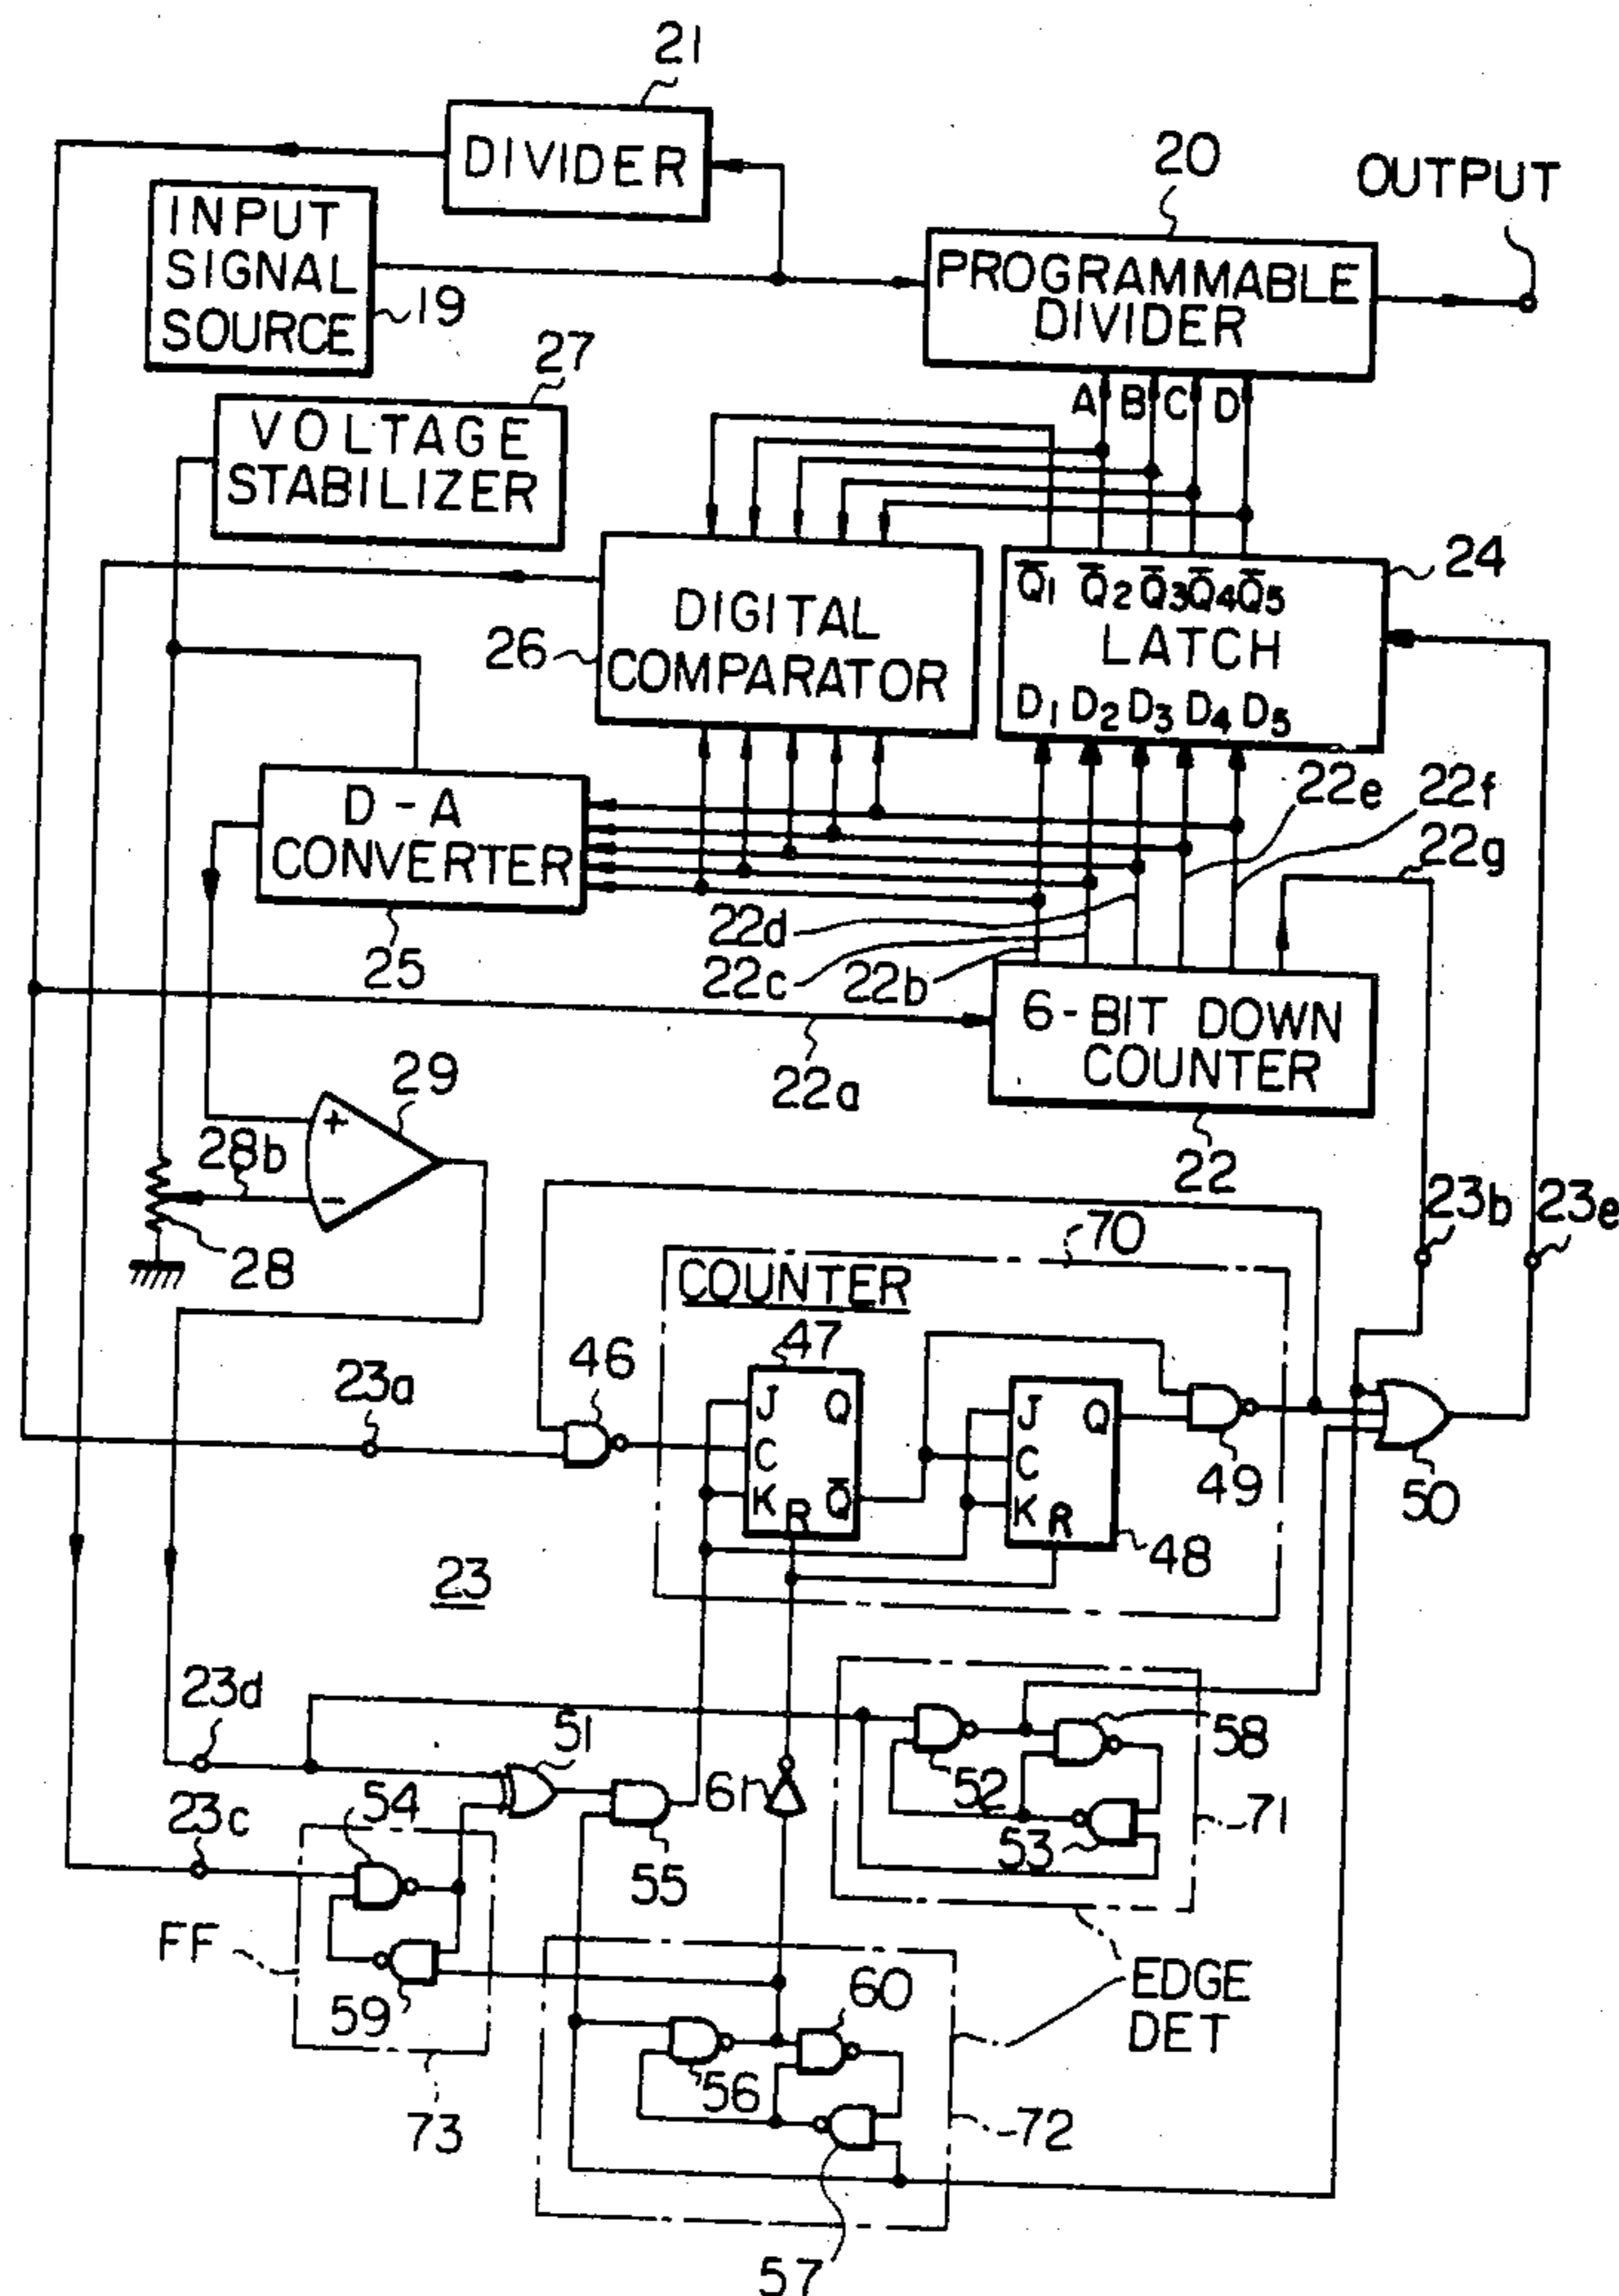 21
DIVIDER
20
OUTPUT
INPUT
SIGNAL
SOURCE
19
PROGRAMMABLE
DIVIDER
27
VOLTAGE
STABILIZER
A B C D
24
Q̄1 Q̄2 Q̄3 Q̄4 Q̄5
LATCH
D1 D2 D3 D4 D5
26
DIGITAL
COMPARATOR
22e
22f
22g
D-A
CONVERTER
25
22d
22c
22b
6-BIT DOWN
COUNTER
22a
22
29
+
−
28b
28
23b
23e
70
COUNTER
47
46
23a
J Q
C
K R Q̄
J Q
C
K R
48
49
50
23
23d
51
54
23c
55
61
52
58
53
71
FF
59
73
60
56
EDGE
DET
72
57